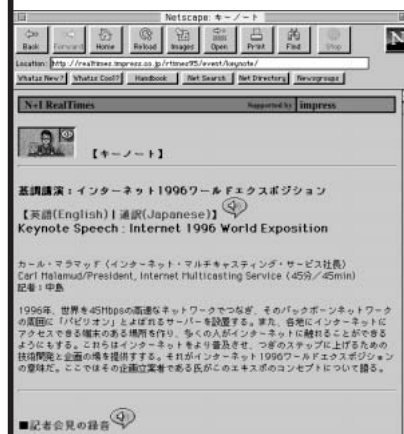 Netscape: キーノート
Back Forward Home Reload Images Open Print Find Stop
N
Location: http://realtimes.impress.co.jp/rtimes95/event/keynote/
What's New? What's Cool? Handbook Net Search Net Directory Newsgroups
N+I RealTimes Supported by impress
【キーノート】
基調講演：インターネット1996ワールドエクスポジション
【英語(English) | 通訳(Japanese)】
Keynote Speech : Internet 1996 World Exposition
カール・マラマッド（インターネット・マルチキャスティング・サービス社長）
Carl Malamud/President, Internet Multicasting Service (45分／45min)
記者：中島
1996年、世界を45Mbpsの高速なネットワークでつなぎ、そのバックボーンネットワーク
の周囲に「パビリオン」とよばれるサーバーを設置する。また、各地にインターネットに
アクセスできる端末のある場所を作り、多くの人がインターネットに触れることができる
ようにもする。これらはインターネットをより普及させ、つぎのステップに上げるための
技術開発と企画の場を提供する。それがインターネット1996ワールドエクスポジション
の意味だ。ここではその企画立案者である氏がこのエキスポのコンセプトについて語る。
■記者会見の録音